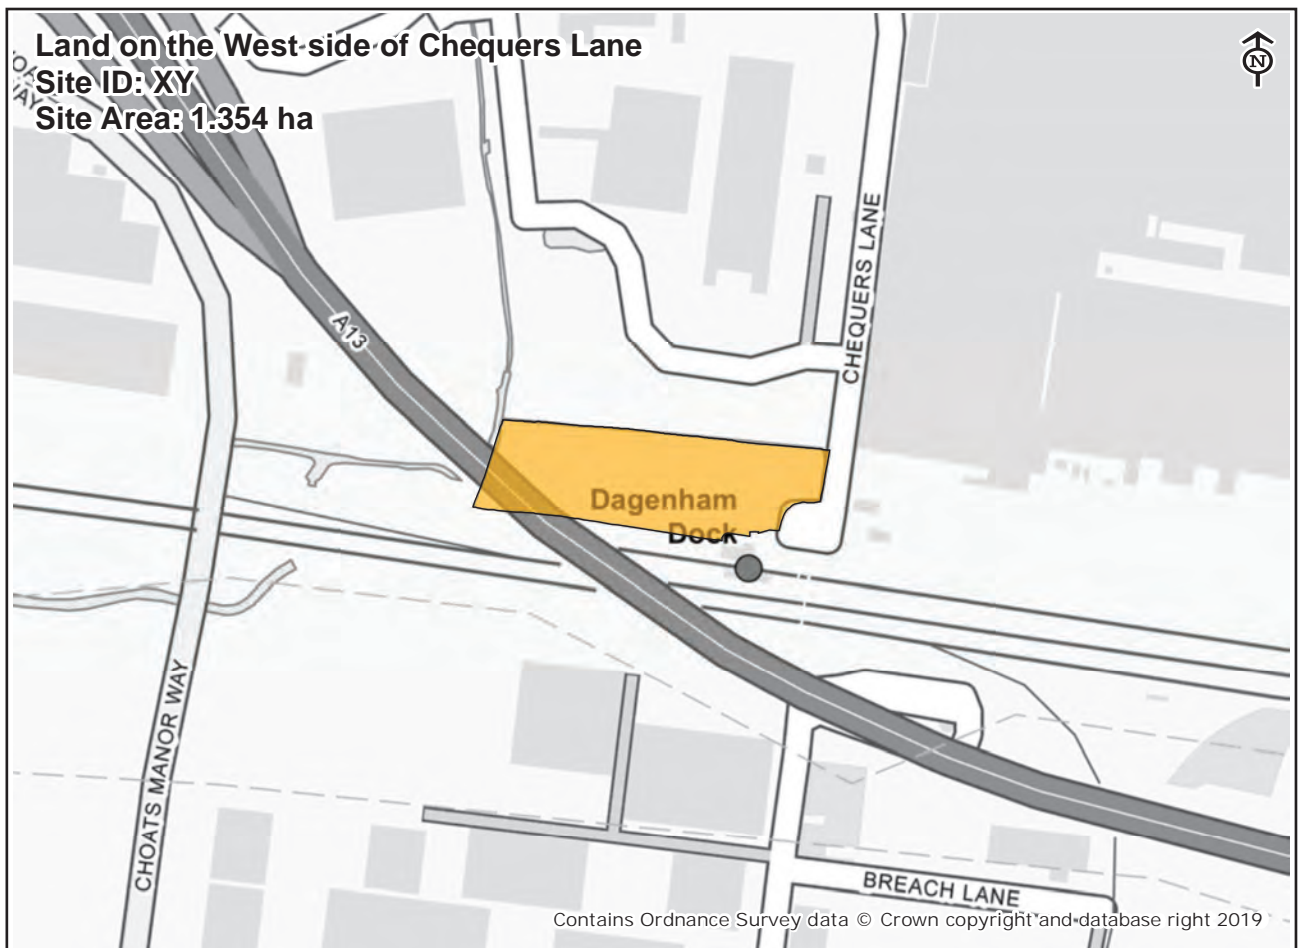 Land on the West side of Chequers Lane
Site ID: XY
Site Area: 1.354 ha
N
WAY
A13
CHEQUERS LANE
Dagenham
Dock
CHOATS MANOR WAY
BREACH LANE
Contains Ordnance Survey data © Crown copyright and database right 2019